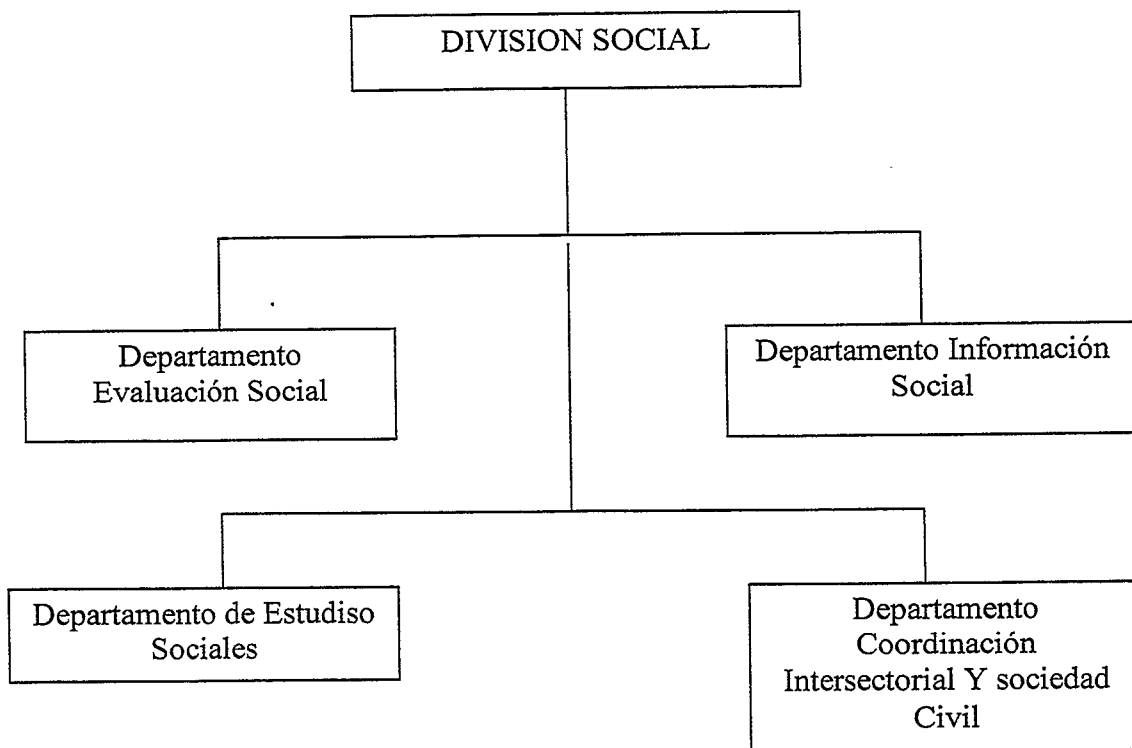 DIVISION SOCIAL
Departamento
Evaluación Social
Departamento Información
Social
Departamento de Estudiso
Sociales
Departamento
Coordinación
Intersectorial Y sociedad
Civil